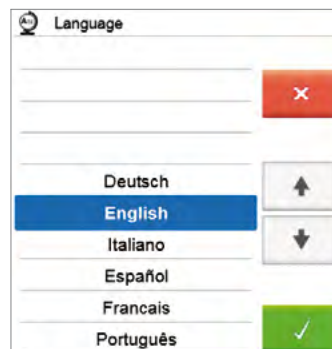 Language
Deutsch
English
Italiano
Español
Francais
Português